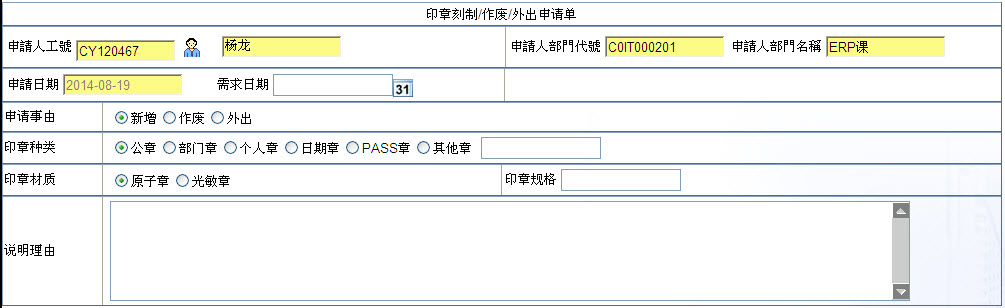 印章刻制/作废/外出申请单
申請人工號 CY120467 杨龙 申請人部門代號 C0IT000201 申請人部門名稱 ERP课
申請日期 2014-08-19 需求日期 31
申请事由 新增 作废 外出
印章种类 公章 部门章 个人章 日期章 PASS章 其他章
印章材质 原子章 光敏章 印章规格
说明理由